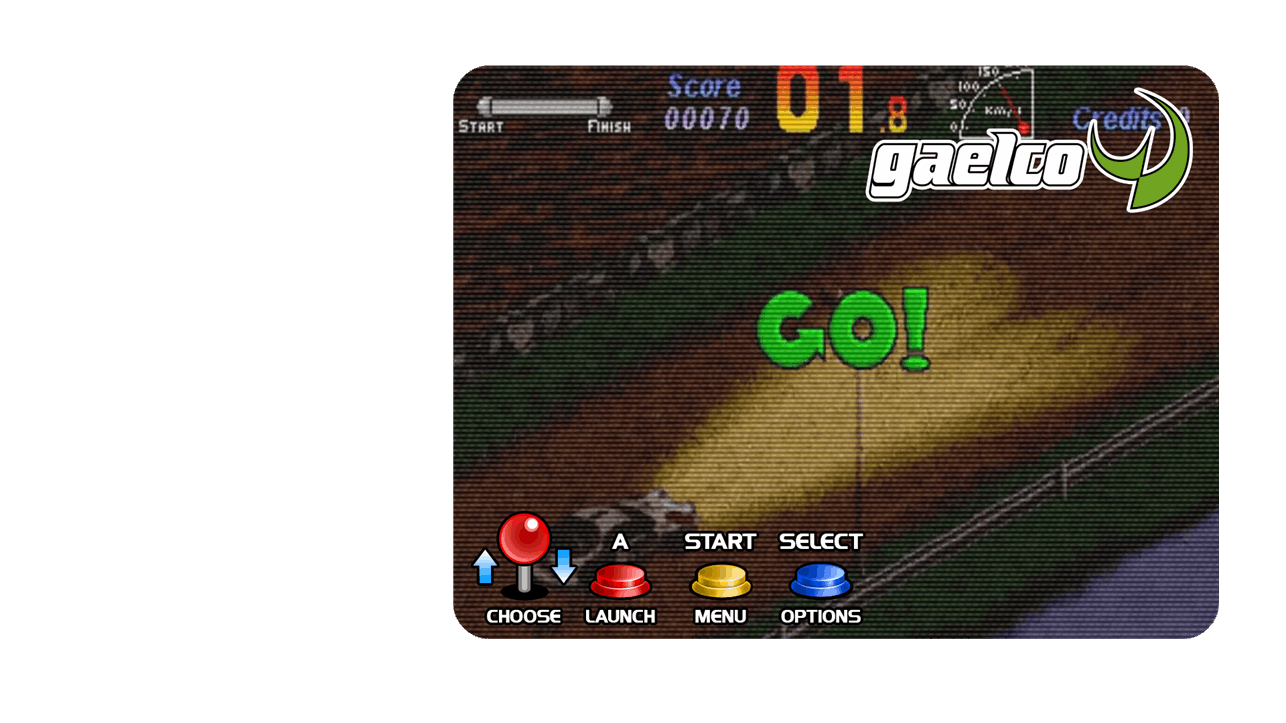 START FINISH
Score
00070
01.8
150
100
50
0
Km/
Credits
gaelco
GO!
A START SELECT
CHOOSE LAUNCH MENU OPTIONS